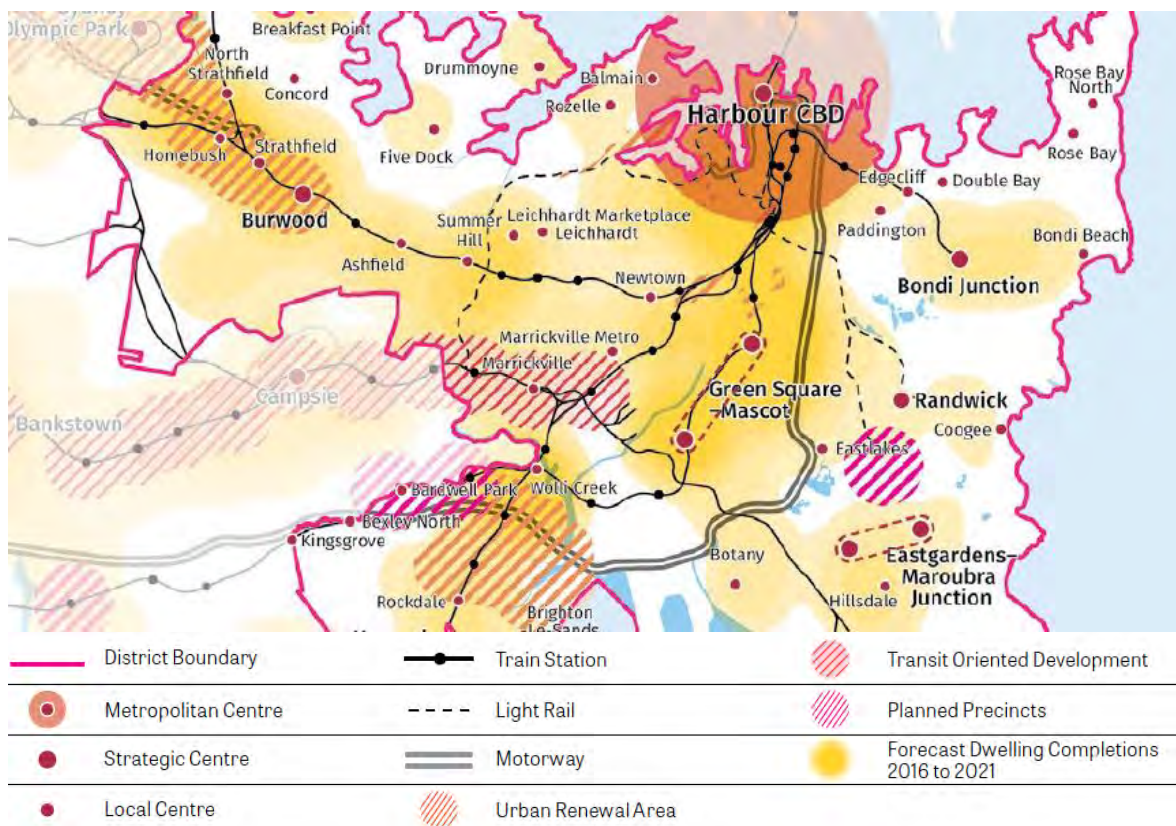 Olympic Park
Breakfast Point
North
Strathfield
Concord
Drummoyne
Balmain
Rozelle
Harbour CBD
Rose Bay
North
Rose Bay
Homebush
Strathfield
Five Dock
Edgecliff
Double Bay
Burwood
Summer
Hill
Leichhardt Marketplace
Leichhardt
Paddington
Bondi Beach
Ashfield
Newtown
Bondi Junction
Marrickville Metro
Marrickville
Campsie
Green Square
–Mascot
Randwick
Bankstown
Coogee
Eastlakes
Bardwell Park
Wolli Creek
Bexley North
Kingsgrove
Botany
Eastgardens–
Maroubra
Junction
Rockdale
Hillsdale
Brighton
Le-Sands
District Boundary
Train Station
Transit Oriented Development
Metropolitan Centre
Light Rail
Planned Precincts
Strategic Centre
Motorway
Forecast Dwelling Completions
2016 to 2021
Local Centre
Urban Renewal Area